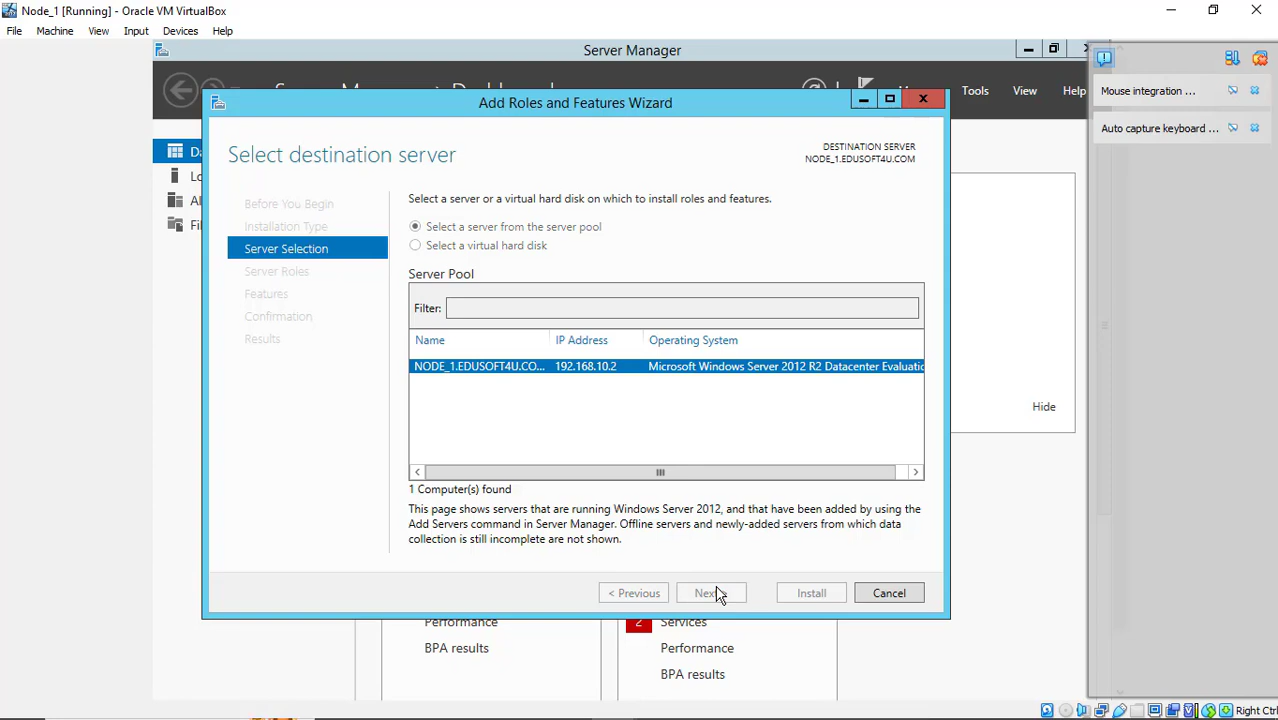 Node_1 [Running] - Oracle VM VirtualBox
File Machine View Input Devices Help
Server Manager
Tools View Help
Mouse integration ...
Auto capture keyboard ...
Add Roles and Features Wizard
Select destination server
DESTINATION SERVER
NODE_1.EDUSOFT4U.COM
Before You Begin
Installation Type
Server Selection
Server Roles
Features
Confirmation
Results
Select a server or a virtual hard disk on which to install roles and features.
Select a server from the server pool
Select a virtual hard disk
Server Pool
Filter:
Name IP Address Operating System
NODE_1.EDUSOFT4U.CO... 192.168.10.2 Microsoft Windows Server 2012 R2 Datacenter Evaluatio
1 Computer(s) found
This page shows servers that are running Windows Server 2012, and that have been added by using the
Add Servers command in Server Manager. Offline servers and newly-added servers from which data
collection is still incomplete are not shown.
< Previous Install Cancel
Hide
Performance
BPA results
2 Services
Performance
BPA results
Right Ctrl